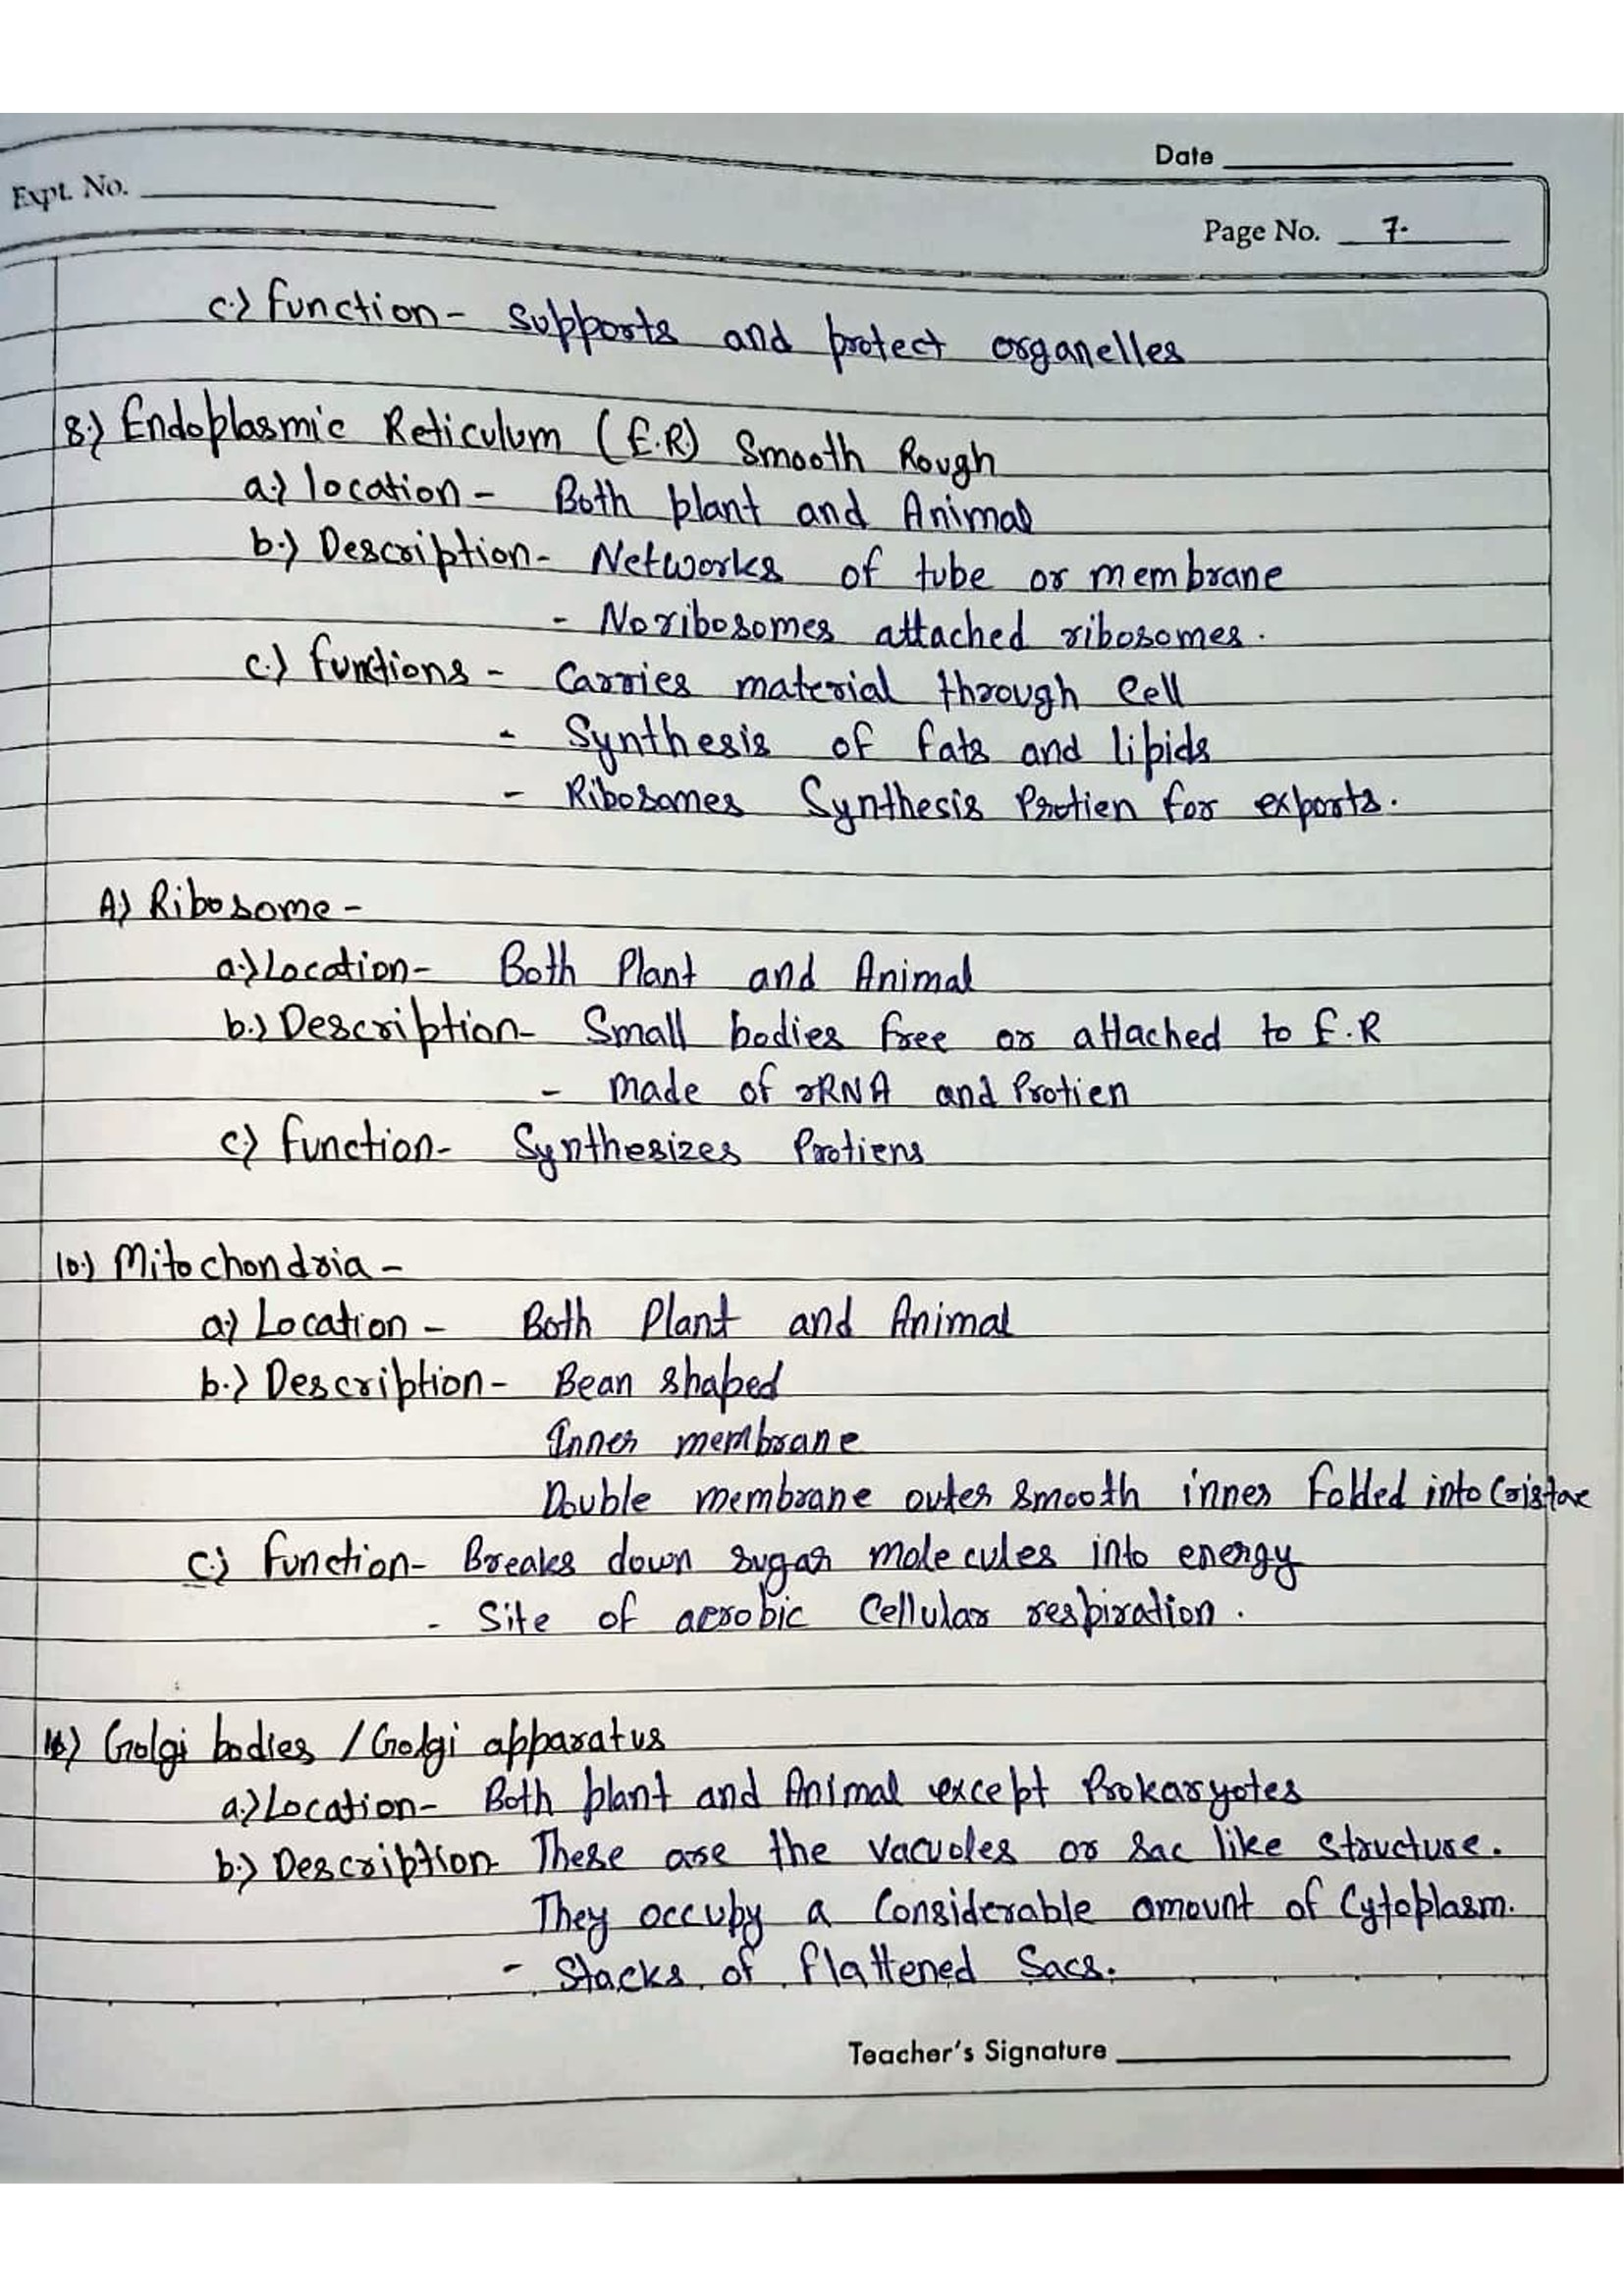 Date
Expt. No.
Page No. 7.
c.) function - supports and protect organelles
8.) Endoplasmic Reticulum (E.R) Smooth Rough
a.) location - Both plant and Animal
b.) Description - Networks of tube or membrane
- No ribosomes attached ribosomes.
c.) functions - Carries material through Cell
- Synthesis of fats and lipids
- Ribosomes Synthesis Protien for exports.
A) Ribosome -
a.) Location - Both Plant and Animal
b.) Description - Small bodies free or attached to E.R
- made of rRNA and Protien
c) function - Synthesizes Protiens
10.) Mitochondria -
a.) Location - Both Plant and Animal
b.) Description - Bean shaped
Inner membrane
Double membrane outer smooth inner folded into Cristae
c.) function - Breaks down sugar molecules into energy
- Site of aerobic Cellular respiration.
Golgi bodies / Golgi apparatus
a.) Location - Both plant and Animal except Prokaryotes
b.) Description - These are the vacuoles or sac like structure.
They occupy a Considerable amount of Cytoplasm.
- Stacks of flattened Sacs.
Teacher's Signature